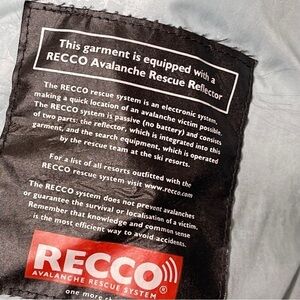 This garment is equipped with a
RECCO Avalanche Rescue Reflector
The RECCO rescue system is an electronic system,
making a quick location of an avalanche victim possible.
The RECCO system is passive (no battery) and consists
of two parts: the reflector, which is integrated into this
garment, and the search equipment, which is operated
by the rescue team at the ski resorts.
For a list of all resorts outfitted with the
RECCO rescue system visit www.recco.com
The RECCO system does not prevent avalanches
or guarantee the survival or localisation of a victim.
Remember that knowledge and common sense
is the most efficient way to avoid accidents.
RECCO®
AVALANCHE RESCUE SYSTEM
one more